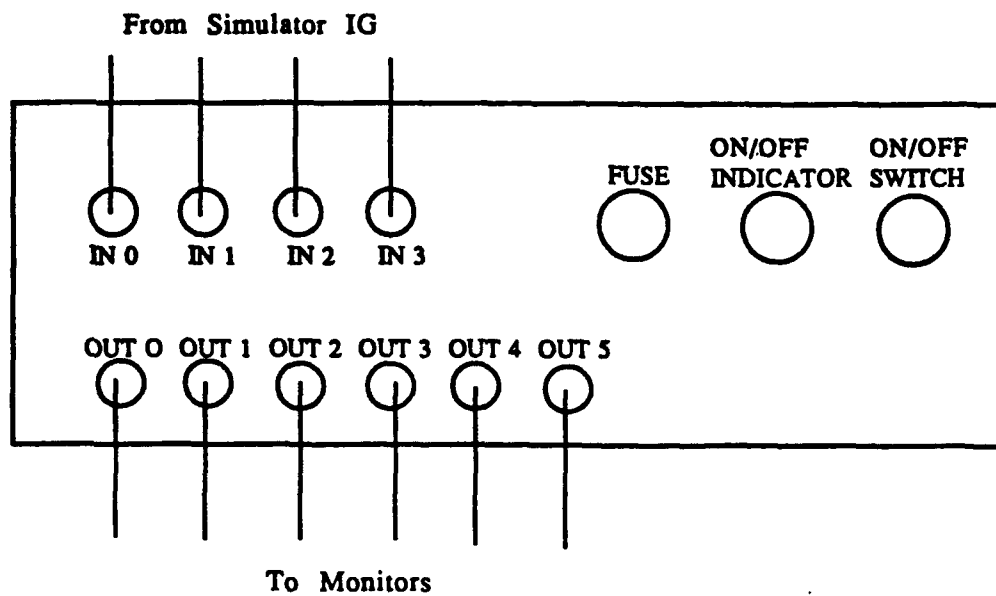 From Simulator IG
ON/OFF ON/OFF
FUSE INDICATOR SWITCH
IN 0 IN 1 IN 2 IN 3
OUT O OUT 1 OUT 2 OUT 3 OUT 4 OUT 5
To Monitors